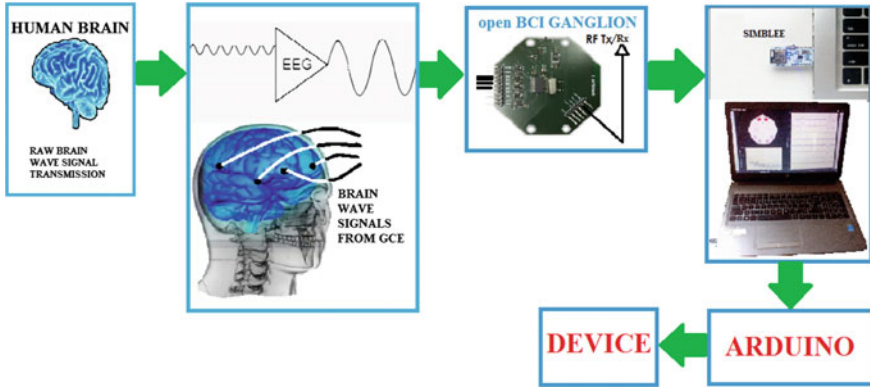 HUMAN BRAIN
RAW BRAIN
WAVE SIGNAL
TRANSMISSION
EEG
BRAIN
WAVE
SIGNALS
FROM GCE
open BCI GANGLION
RF Tx/Rx
SIMBLEE
DEVICE
ARDUINO